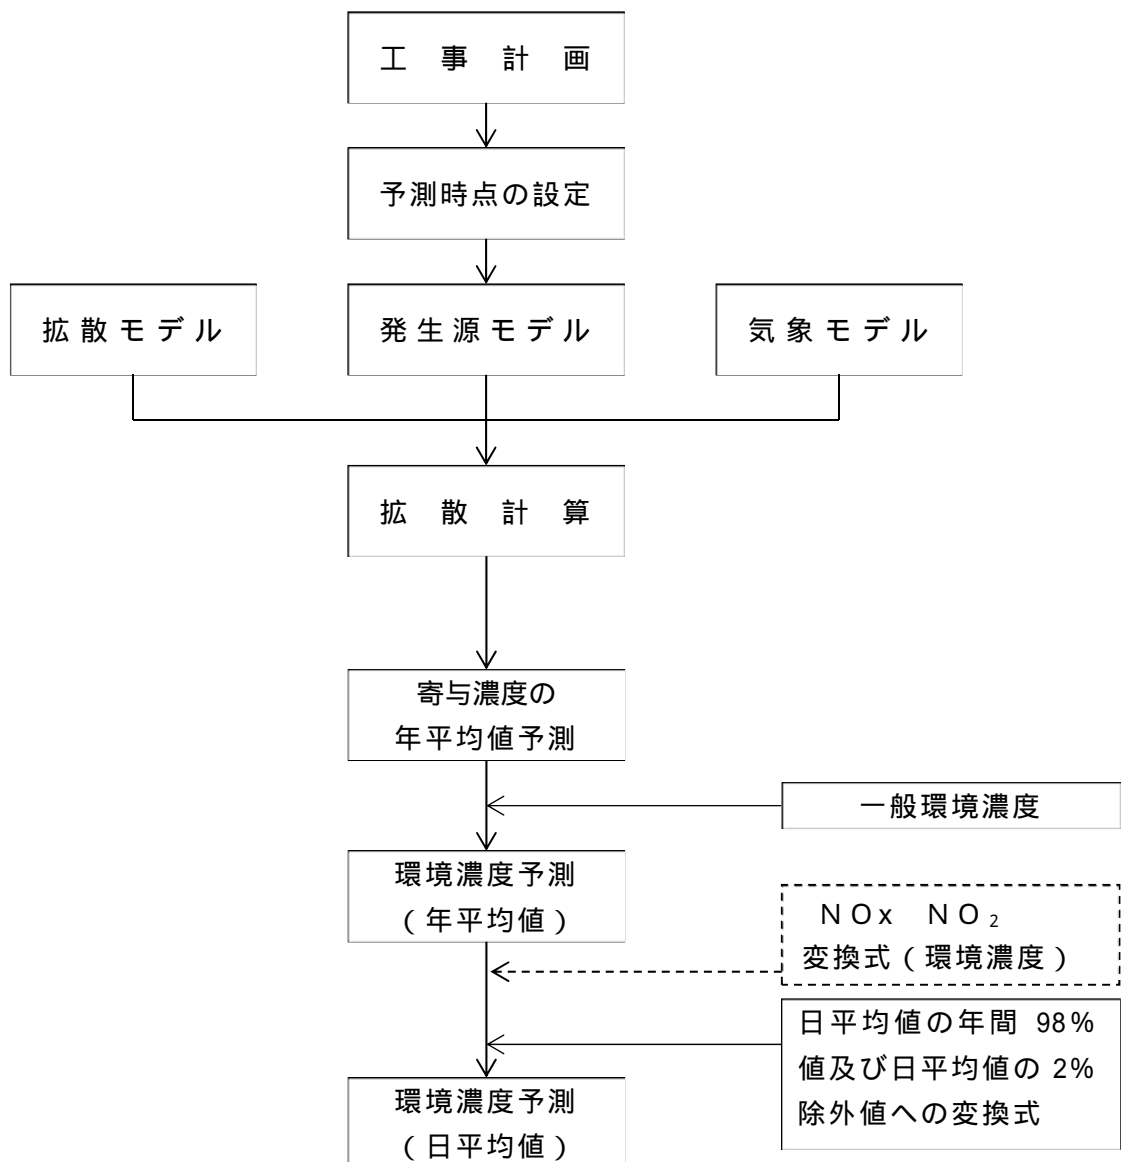 工 事 計 画
予測時点の設定
拡散モデル
発生源モデル
気象モデル
拡 散 計 算
寄与濃度の
年平均値予測
一般環境濃度
環境濃度予測
(年平均値)
NOx NO₂
変換式(環境濃度)
日平均値の年間 98%
値及び日平均値の 2%
除外値への変換式
環境濃度予測
(日平均値)